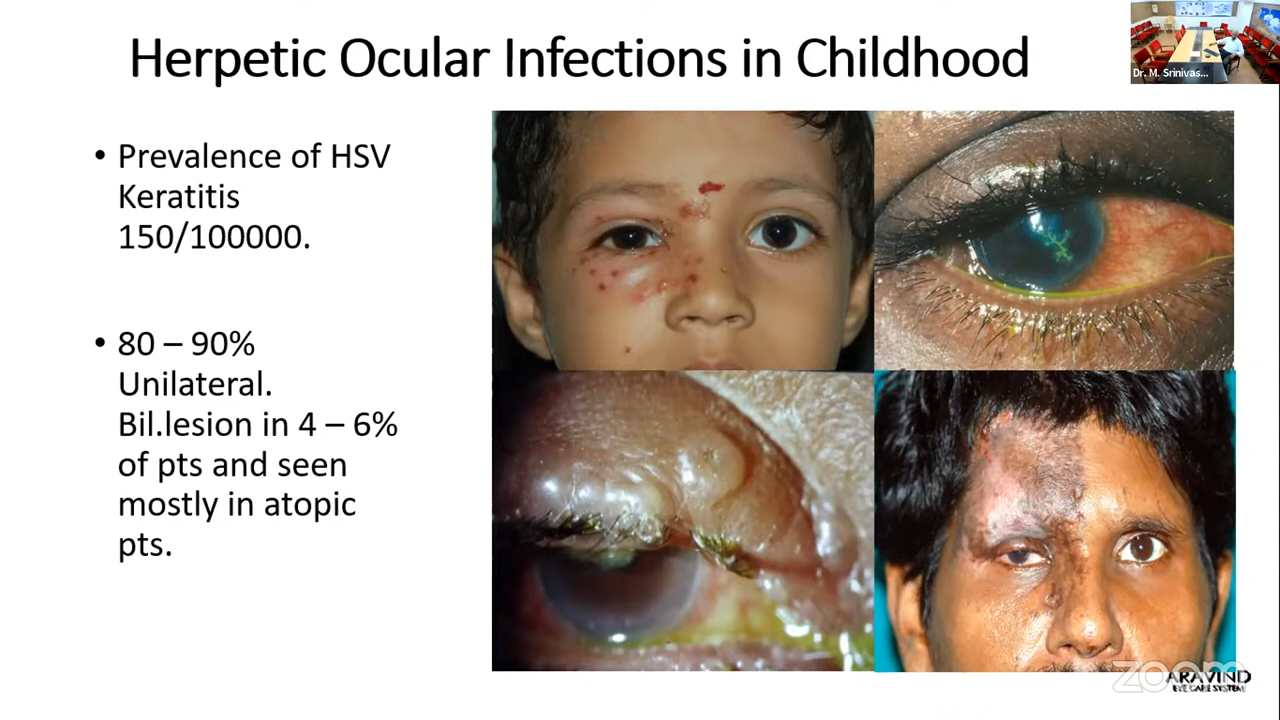 Herpetic Ocular Infections in Childhood
Dr. M. Srinivas...
• Prevalence of HSV
Keratitis
150/100000.
• 80 – 90%
Unilateral.
Bil.lesion in 4 – 6%
of pts and seen
mostly in atopic
pts.
zoom
ARAVIND
EYE CARE SYSTEM